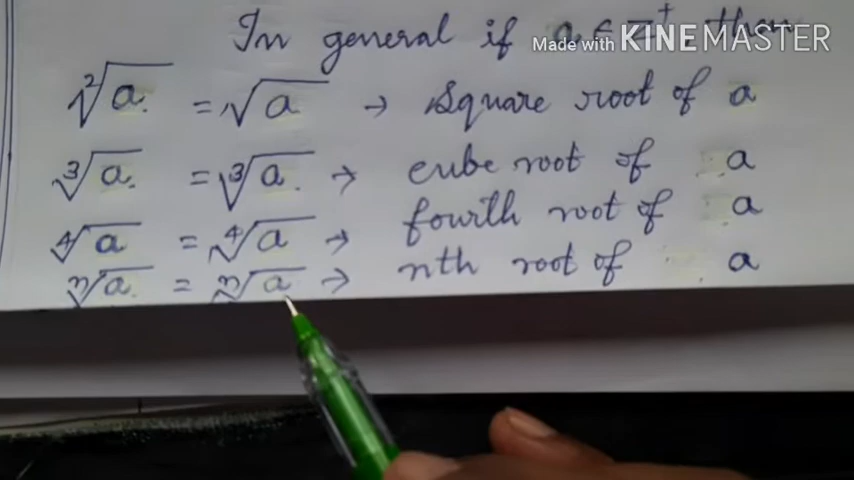 In general if a ∈ Z⁺ then
Made with KINEMASTER
²√a = √a → square root of a
³√a = ³√a → cube root of a
⁴√a = ⁴√a → fourth root of a
ⁿ√a = ⁿ√a → nth root of a